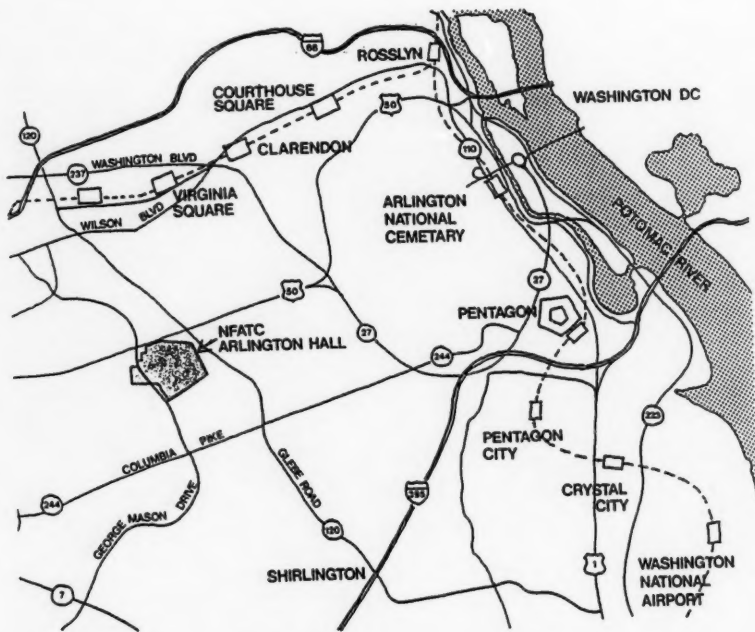 66
ROSSLYN
COURTHOUSE
SQUARE
50
WASHINGTON DC
120
237
WASHINGTON BLVD
CLARENDON
110
VIRGINIA
SQUARE
WILSON BLVD
ARLINGTON
NATIONAL
CEMETARY
POTOMAC RIVER
50
27
PENTAGON
27
NFATC
ARLINGTON HALL
244
COLUMBIA PIKE
GLEBE ROAD
PENTAGON
CITY
233
395
CRYSTAL
CITY
244
GEORGE MASON DRIVE
120
SHIRLINGTON
1
WASHINGTON
NATIONAL
AIRPORT
7